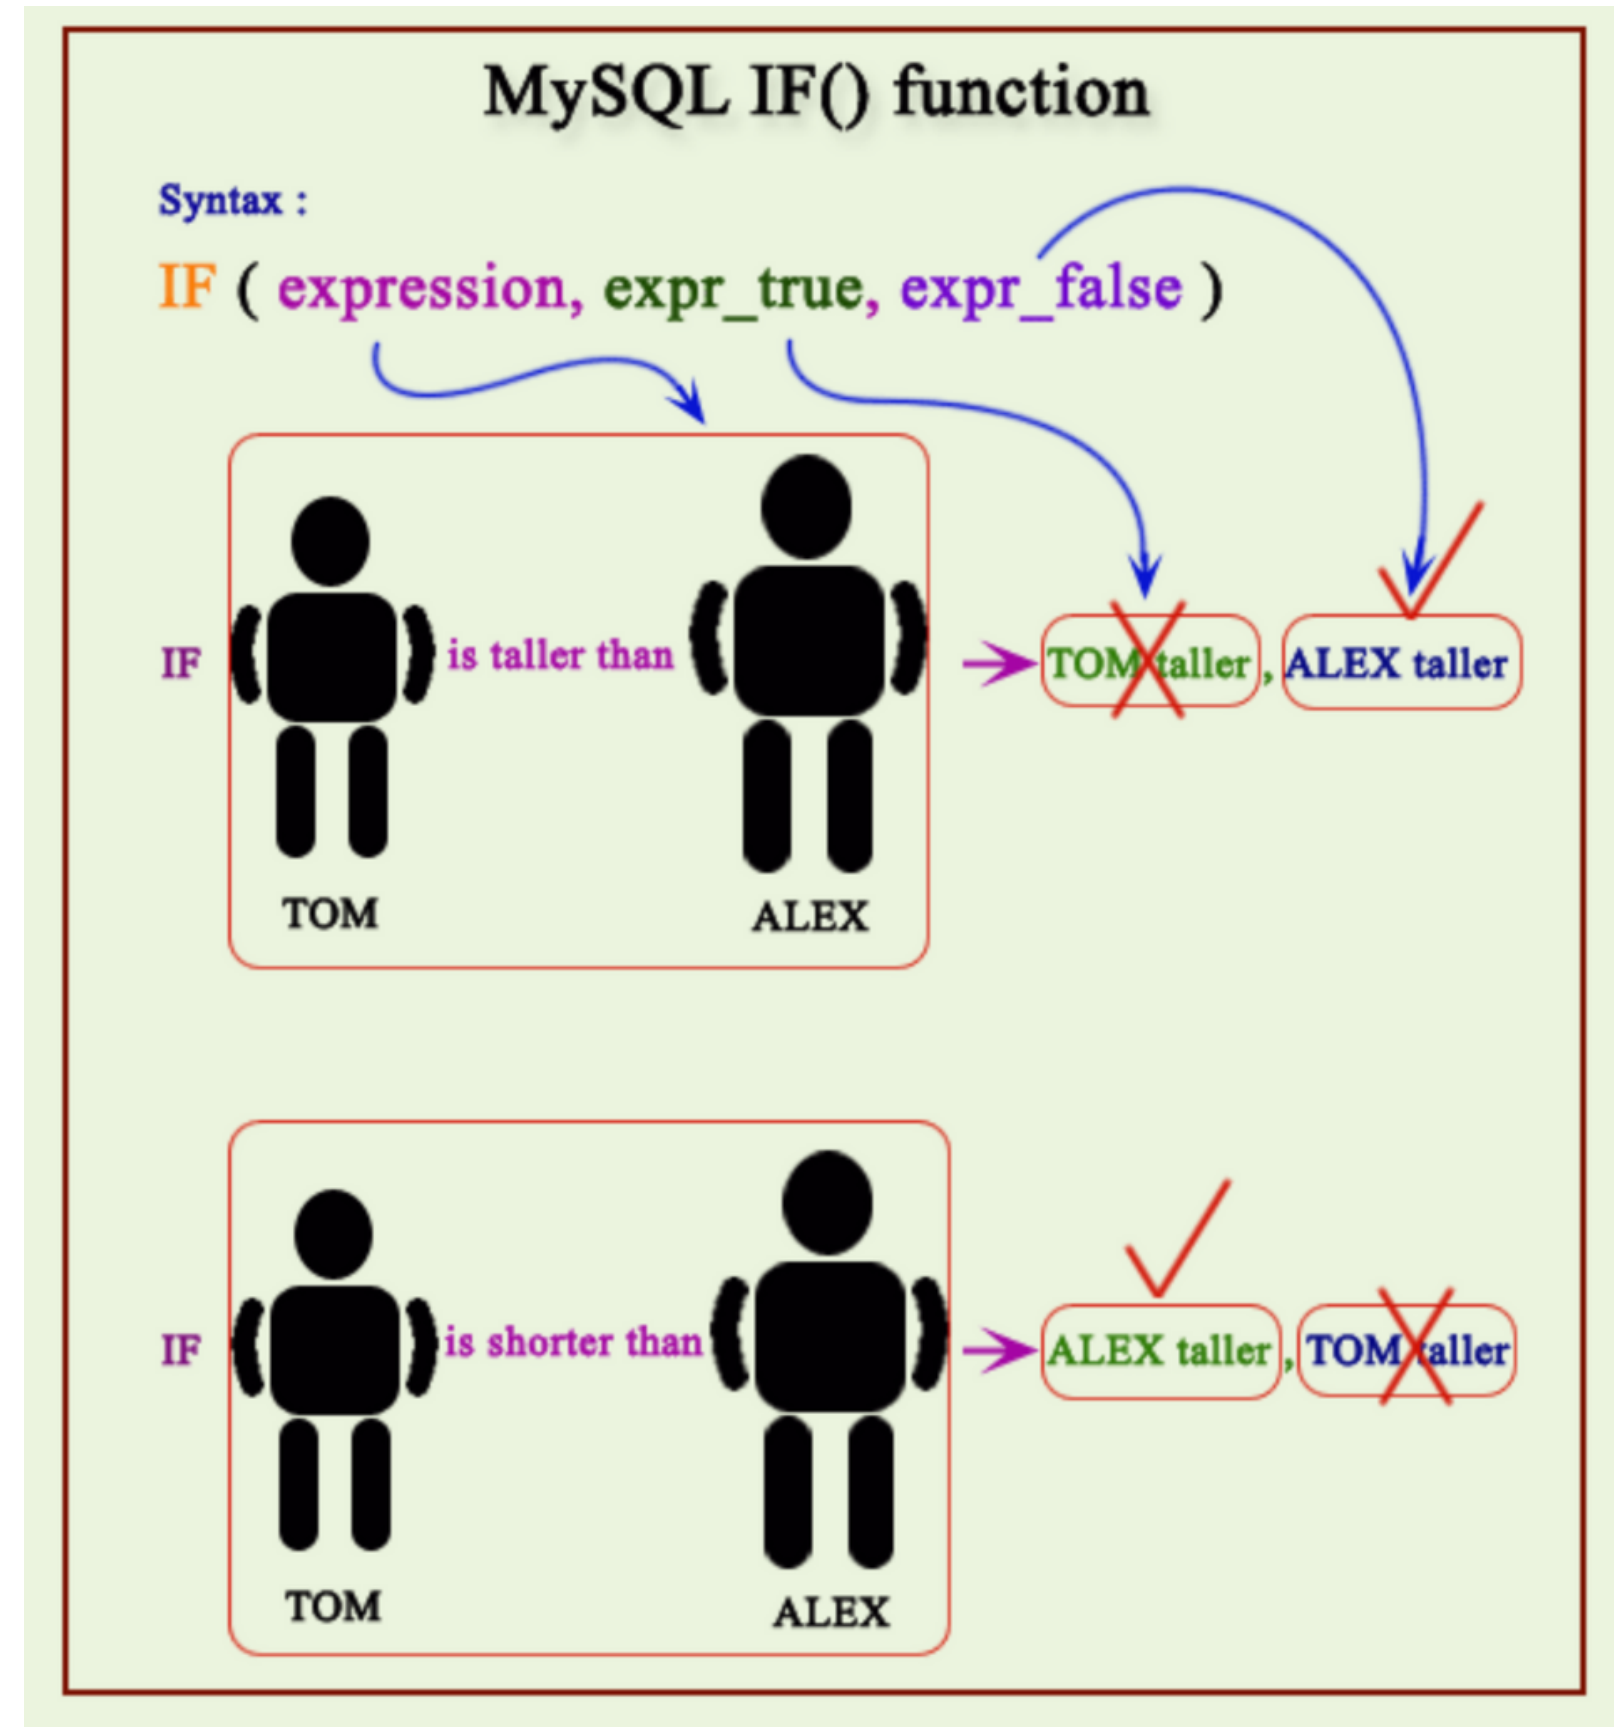 MySQL IF() function
Syntax :
IF ( expression, expr_true, expr_false )
IF is taller than TOM taller , ALEX taller
TOM ALEX
IF is shorter than ALEX taller , TOM taller
TOM ALEX